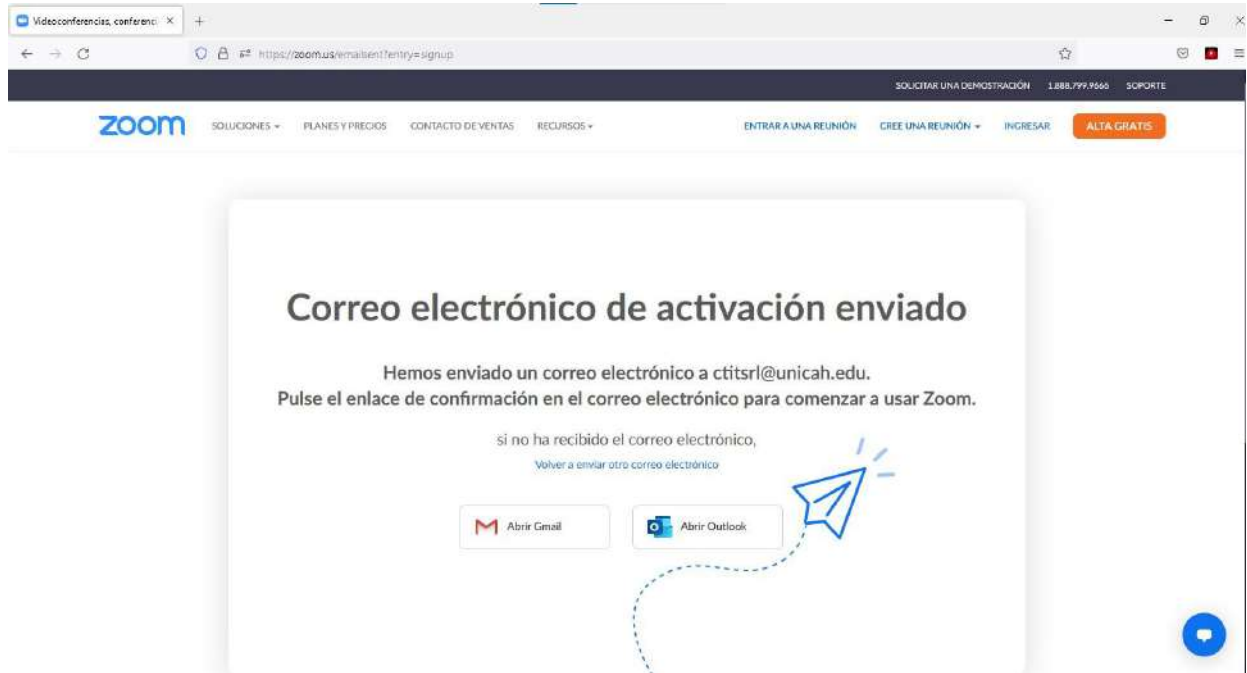 Videoconferencias, conferenci
https://zoom.us/emailsent?entry=signup
SOLICITAR UNA DEMOSTRACIÓN 1.888.799.9666 SOPORTE
zoom SOLUCIONES PLANES Y PRECIOS CONTACTO DE VENTAS RECURSOS ENTRAR A UNA REUNIÓN CREE UNA REUNIÓN INGRESAR ALTA GRATIS
Correo electrónico de activación enviado
Hemos enviado un correo electrónico a ctitsrl@unicah.edu.
Pulse el enlace de confirmación en el correo electrónico para comenzar a usar Zoom.
si no ha recibido el correo electrónico,
Volver a enviar otro correo electrónico
Abrir Gmail Abrir Outlook